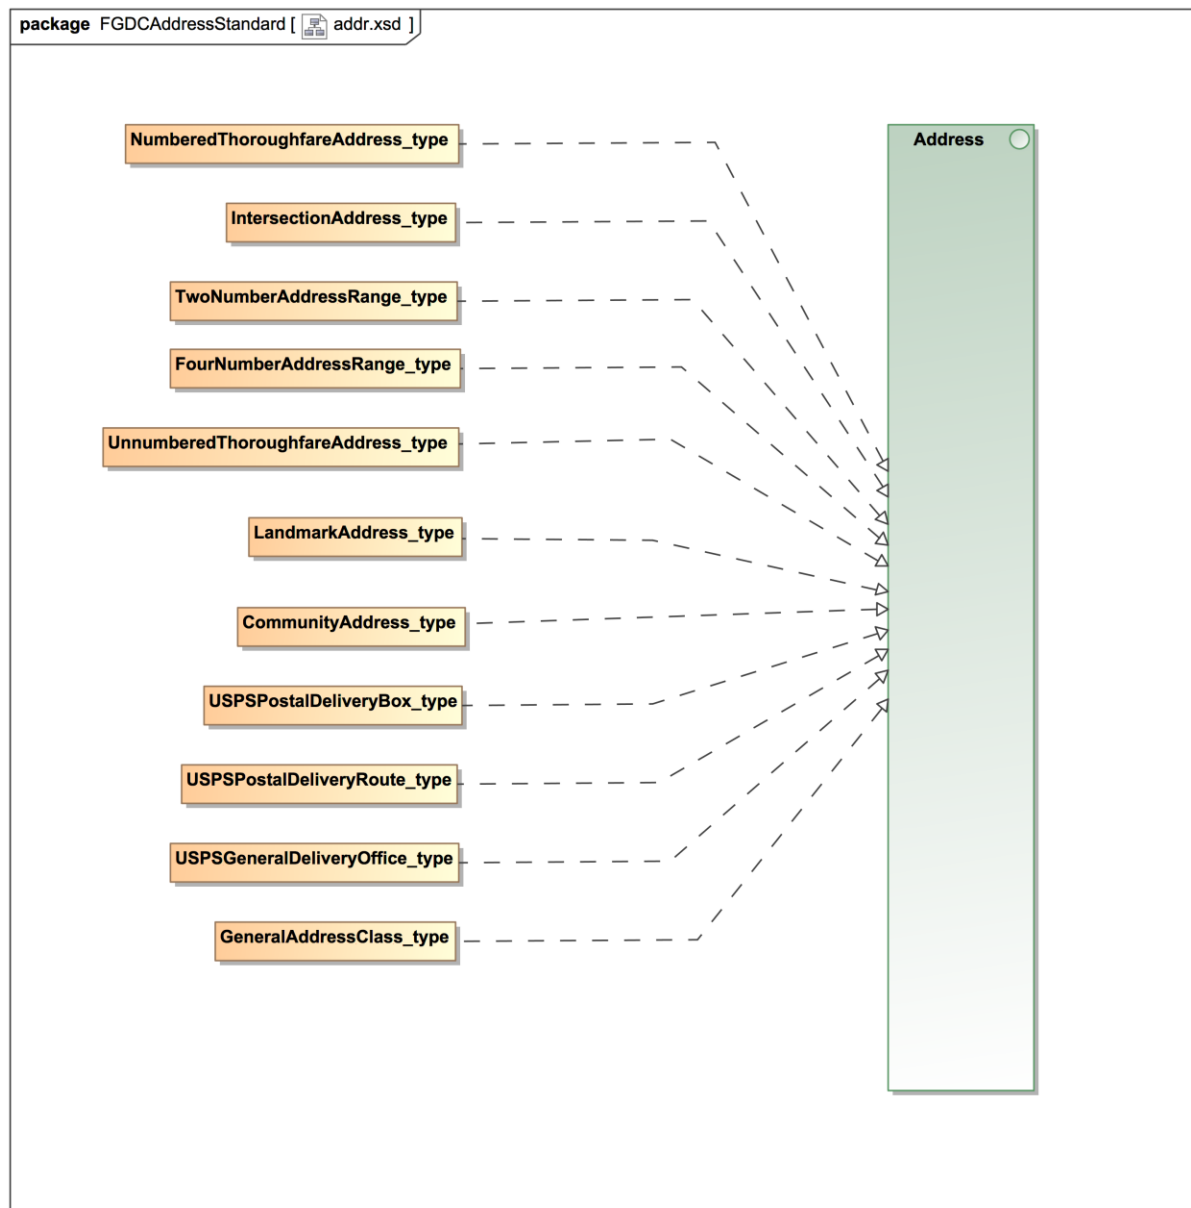 package FGDCAddressStandard [ addr.xsd ]
NumberedThoroughfareAddress_type
Address
IntersectionAddress_type
TwoNumberAddressRange_type
FourNumberAddressRange_type
UnnumberedThoroughfareAddress_type
LandmarkAddress_type
CommunityAddress_type
USPSPostalDeliveryBox_type
USPSPostalDeliveryRoute_type
USPSGeneralDeliveryOffice_type
GeneralAddressClass_type